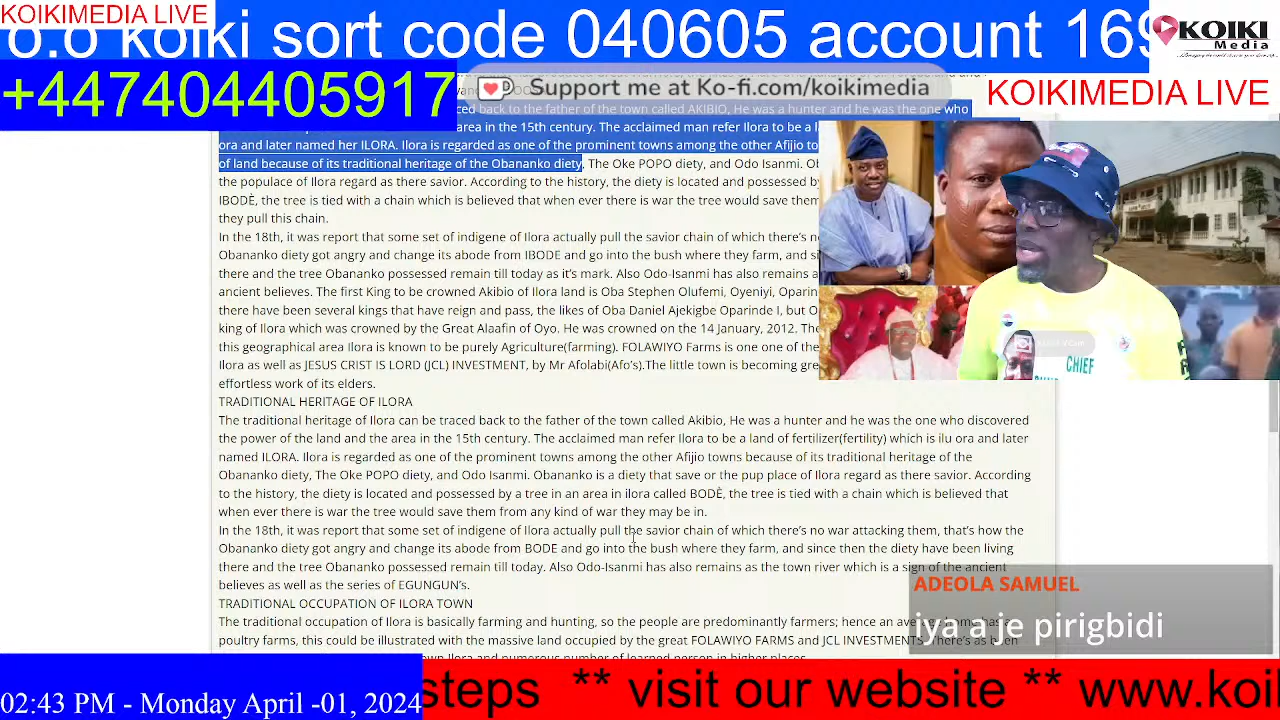 KOIKIMEDIA LIVE
o.o koiki sort code 040605 account 169
KOIKI
Media
+447404405917
Support me at Ko-fi.com/koikimedia
KOIKIMEDIA LIVE
ced back to the father of the town called AKIBIO. He was a hunter and he was the one who
area in the 15th century. The acclaimed man refer Ilora to be a l
ora and later named her ILORA. Ilora is regarded as one of the prominent towns among the other Afijio to
of land because of its traditional heritage of the Obananko diety, The Oke POPO diety, and Odo Isanmi. Ob
the populace of Ilora regard as there savior. According to the history, the diety is located and possessed by
IBODÈ, the tree is tied with a chain which is believed that when ever there is war the tree would save them
they pull this chain.
In the 18th, it was report that some set of indigene of Ilora actually pull the savior chain of which there's no
Obananko diety got angry and change its abode from IBODE and go into the bush where they farm, and si
there and the tree Obananko possessed remain till today as it's mark. Also Odo-Isanmi has also remains a
ancient believes. The first King to be crowned Akibio of Ilora land is Oba Stephen Olufemi, Oyeniyi, Oparin
there have been several kings that have reign and pass, the likes of Oba Daniel Ajekigbe Oparinde I, but O
king of Ilora whom was crowned by the Great Alaafin of Oyo. He was crowned on the 14 January, 2012. The
this geographical area Ilora is known to be purely Agriculture(farming). FOLAWIYO Farms is one one of the
Ilora as well as JESUS CRIST IS LORD (JCL) INVESTMENT, by Mr Afolabi(Afo's).The little town is becoming gre
effortless work of its elders.
CHIEF
TRADITIONAL HERITAGE OF ILORA
The traditional heritage of Ilora can be traced back to the father of the town called Akibio, He was a hunter and he was the one who discovered
the power of the land and the area in the 15th century. The acclaimed man refer Ilora to be a land of fertilizer(fertility) which is ilu ora and later
named ILORA. Ilora is regarded as one of the prominent towns among the other Afijio towns because of its traditional heritage of the
Obananko diety, The Oke POPO diety, and Odo Isanmi. Obananko is a diety that save or the pup place of Ilora regard as there savior. According
to the history, the diety is located and possessed by a tree in an area in ilora called BODÈ, the tree is tied with a chain which is believed that
when ever there is war the tree would save them from any kind of war they may be in.
In the 18th, it was report that some set of indigene of Ilora actually pull the savior chain of which there's no war attacking them, that's how the
Obananko diety got angry and change its abode from BODE and go into the bush where they farm, and since then the diety have been living
there and the tree Obananko possessed remain till today. Also Odo-Isanmi has also remains as the town river which is a sign of the ancient
believes as well as the series of EGUNGUN's.
TRADITIONAL OCCUPATION OF ILORA TOWN
The traditional occupation of Ilora is basically farming and hunting, so the people are predominantly farmers; hence an average home has a
poultry farm, this could be illustrated with the massive land occupied by the great FOLAWIYO FARMS and JCL INVESTMENTS. There's as been
town Ilora and numerous number of learned person in higher places.
ADEOLA SAMUEL
iya a je pirigbidi
02:43 PM - Monday April -01, 2024
steps ** visit our website ** www.koi